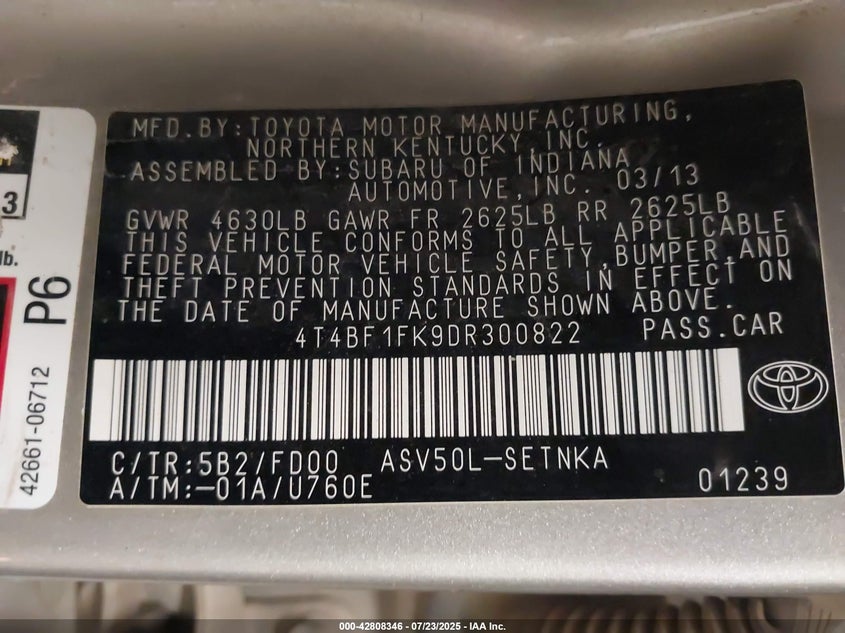 MFD.BY:TOYOTA MOTOR MANUFACTURING,
NORTHERN KENTUCKY INC.
ASSEMBLED BY:SUBARU OF INDIANA
AUTOMOTIVE,INC. 03/13
GVWR 4630LB GAWR FR 2625LB RR 2625LB
THIS VEHICLE CONFORMS TO ALL APPLICABLE
FEDERAL MOTOR VEHICLE SAFETY,BUMPER,AND
THEFT PREVENTION STANDARDS IN EFFECT ON
THE DATE OF MANUFACTURE SHOWN ABOVE.
4T4BF1FK9DR300822 PASS.CAR
C/TR:5B2/FD00 ASV50L-SETNKA
A/TM:-01A/U760E 01239
3
lb.
P6
42661-06712
000-42808346 / 07/23/2025 - IAA Inc.